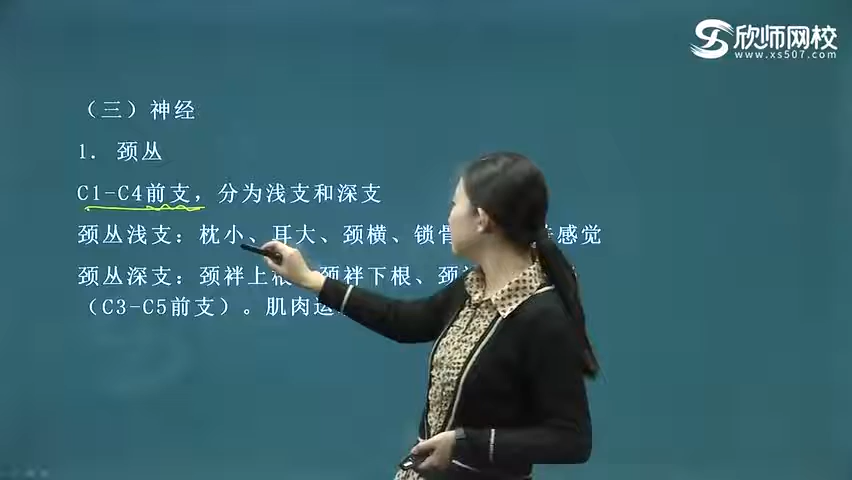 欣师网校
www.xs507.com
（三）神经
1. 颈丛
C1-C4前支，分为浅支和深支
颈丛浅支：枕小、耳大、颈横、锁骨 感觉
颈丛深支：颈袢上根、颈袢下根、颈
（C3-C5前支）。肌肉运